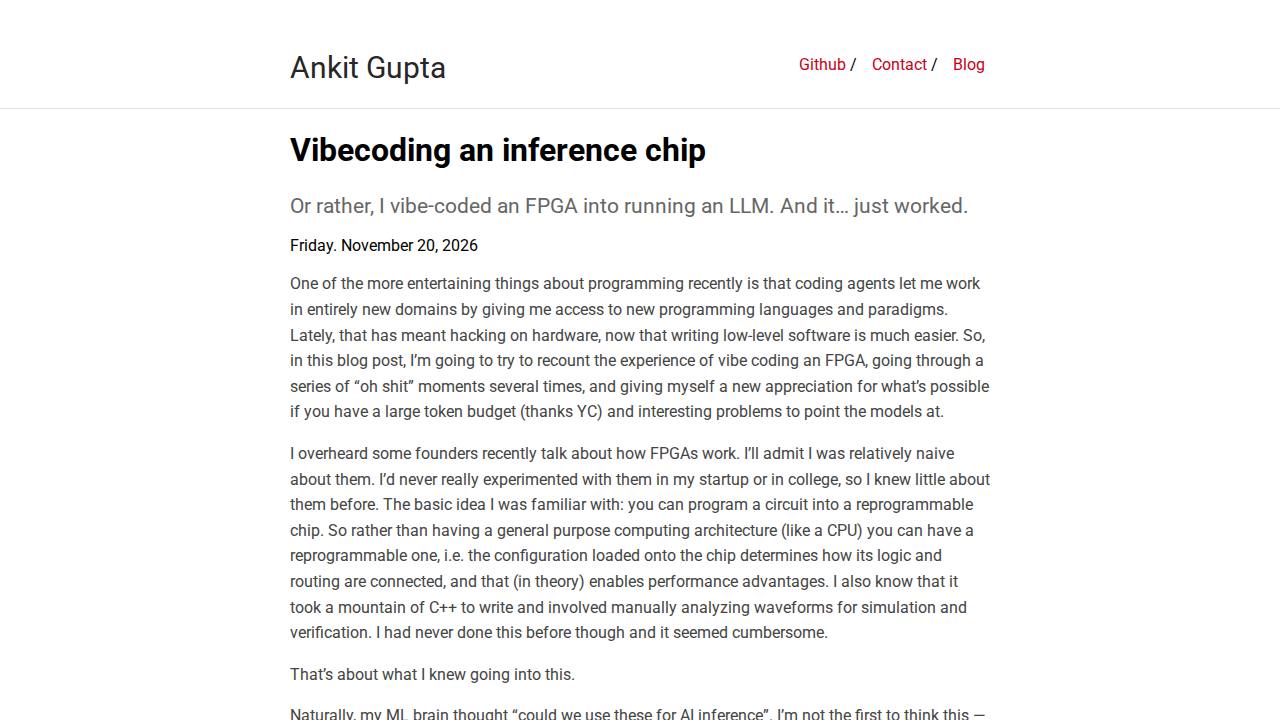 Ankit Gupta
Github / Contact / Blog
Vibecoding an inference chip
Or rather, I vibe-coded an FPGA into running an LLM. And it… just worked.
Friday. November 20, 2026
One of the more entertaining things about programming recently is that coding agents let me work
in entirely new domains by giving me access to new programming languages and paradigms.
Lately, that has meant hacking on hardware, now that writing low-level software is much easier. So,
in this blog post, I’m going to try to recount the experience of vibe coding an FPGA, going through a
series of “oh shit” moments several times, and giving myself a new appreciation for what’s possible
if you have a large token budget (thanks YC) and interesting problems to point the models at.
I overheard some founders recently talk about how FPGAs work. I’ll admit I was relatively naive
about them. I’d never really experimented with them in my startup or in college, so I knew little about
them before. The basic idea I was familiar with: you can program a circuit into a reprogrammable
chip. So rather than having a general purpose computing architecture (like a CPU) you can have a
reprogrammable one, i.e. the configuration loaded onto the chip determines how its logic and
routing are connected, and that (in theory) enables performance advantages. I also know that it
took a mountain of C++ to write and involved manually analyzing waveforms for simulation and
verification. I had never done this before though and it seemed cumbersome.
That’s about what I knew going into this.
Naturally, my ML brain thought “could we use these for AI inference”. I’m not the first to think this —